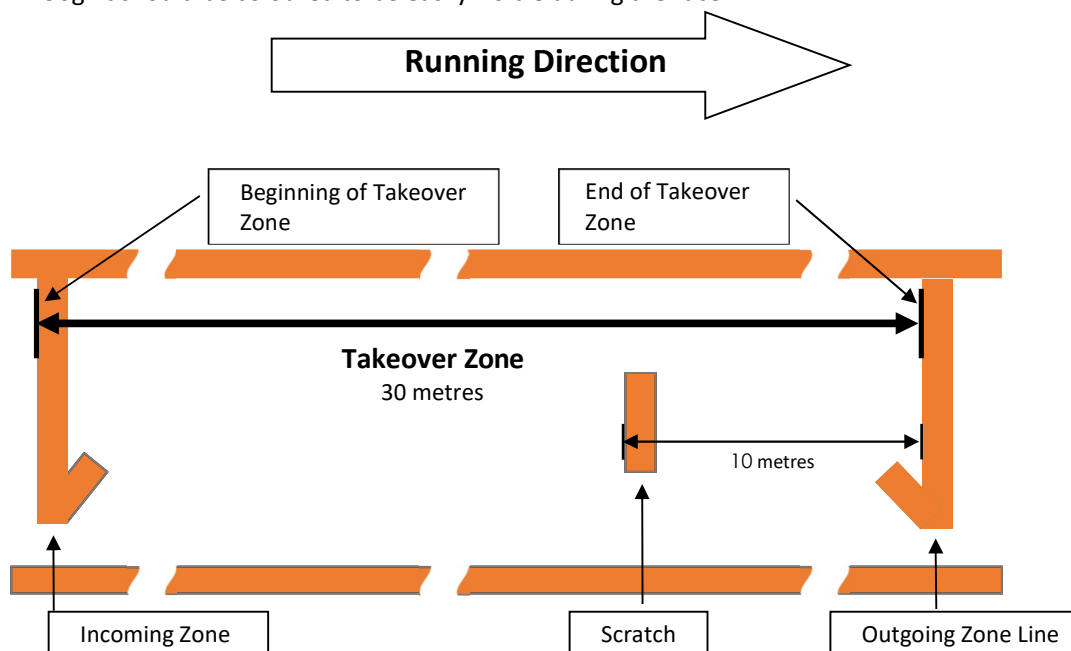 Running Direction
Beginning of Takeover
Zone
End of Takeover
Zone
Takeover Zone
30 metres
10 metres
Incoming Zone
Scratch
Outgoing Zone Line